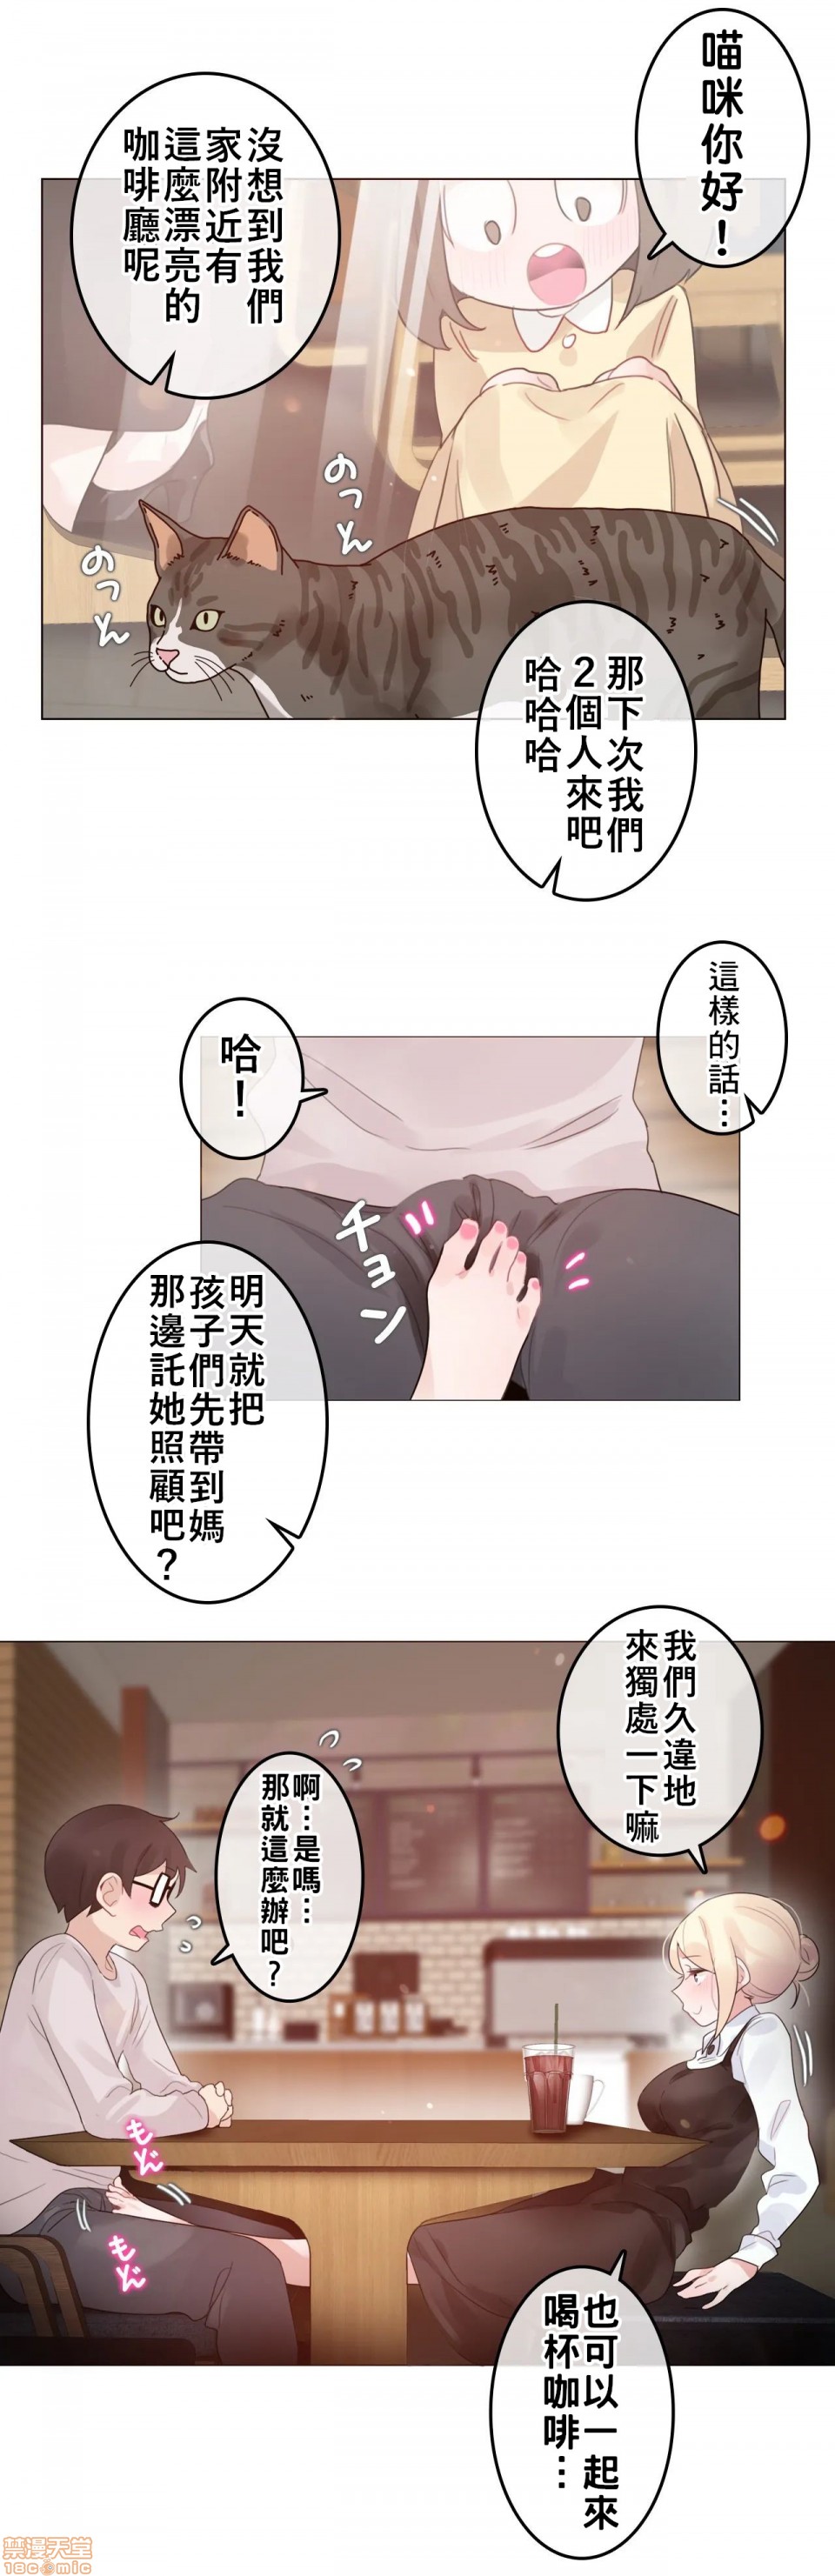 喵咪你好！
沒想到我們
家附近有
這麼漂亮的
咖啡廳呢
のっん
のっん
那下次我們
2個人來吧
哈哈哈
這樣的話…
哈！
チョン
明天就把
孩子們先帶到媽
那邊託她照顧吧？
我們久違地
來獨處一下嘛
啊…是嗎…
那就這麼辦吧？
もぞ
もぞ
也可以一起來
喝杯咖啡…
禁漫天堂
18comic